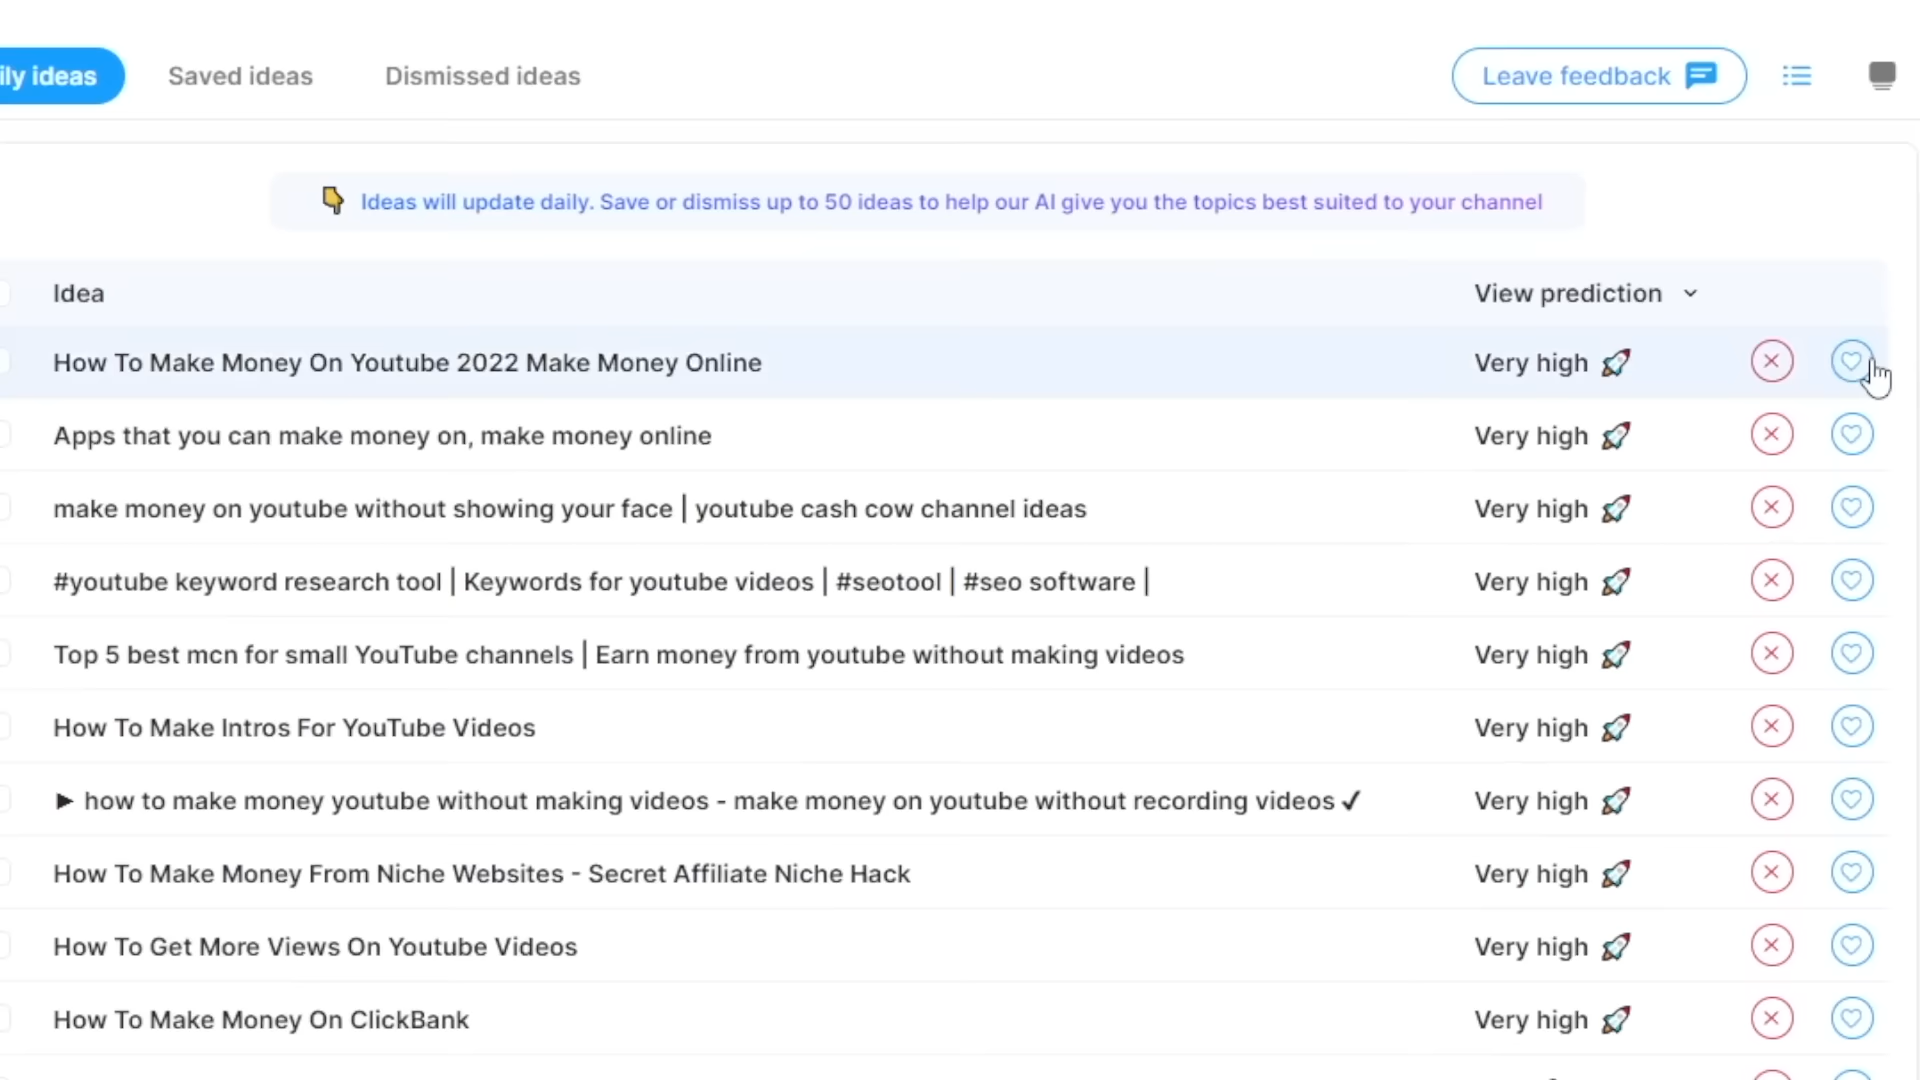 ily ideas
Saved ideas
Dismissed ideas
Leave feedback
Ideas will update daily. Save or dismiss up to 50 ideas to help our AI give you the topics best suited to your channel
Idea View prediction
How To Make Money On Youtube 2022 Make Money Online Very high
Apps that you can make money on, make money online Very high
make money on youtube without showing your face | youtube cash cow channel ideas Very high
#youtube keyword research tool | Keywords for youtube videos | #seotool | #seo software | Very high
Top 5 best mcn for small YouTube channels | Earn money from youtube without making videos Very high
How To Make Intros For YouTube Videos Very high
► how to make money youtube without making videos - make money on youtube without recording videos ✓ Very high
How To Make Money From Niche Websites - Secret Affiliate Niche Hack Very high
How To Get More Views On Youtube Videos Very high
How To Make Money On ClickBank Very high